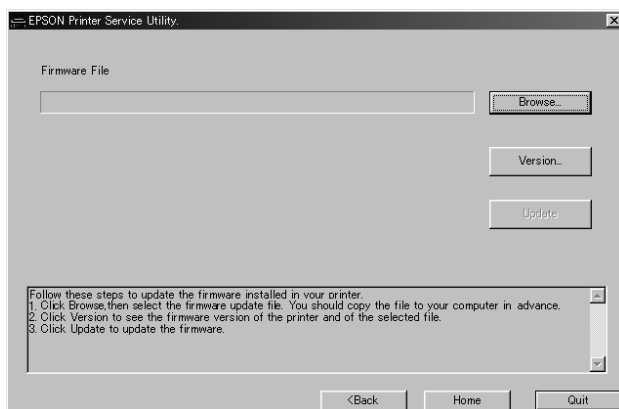 EPSON Printer Service Utility.
Firmware File
Browse...
Version...
Update
Follow these steps to update the firmware installed in your printer.
1. Click Browse,then select the firmware update file. You should copy the file to your computer in advance.
2. Click Version to see the firmware version of the printer and of the selected file.
3. Click Update to update the firmware.
<Back
Home
Quit